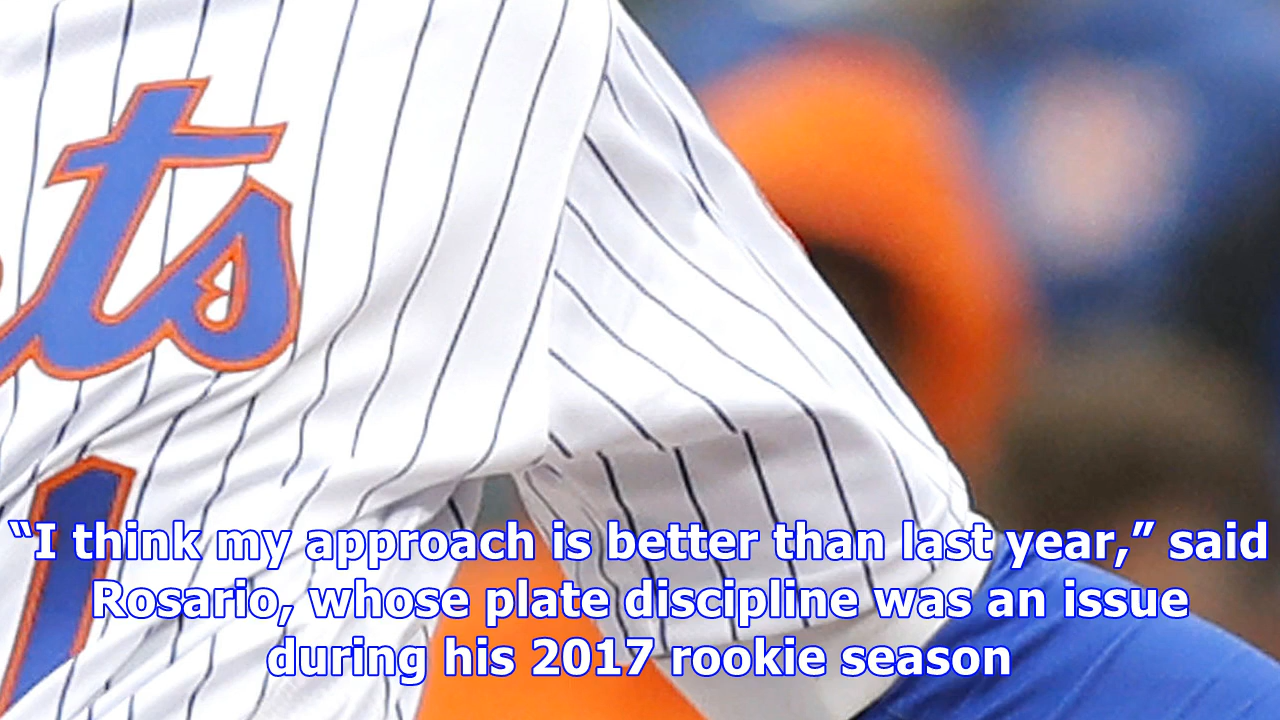 ts
“I think my approach is better than last year,” said
Rosario, whose plate discipline was an issue
during his 2017 rookie season